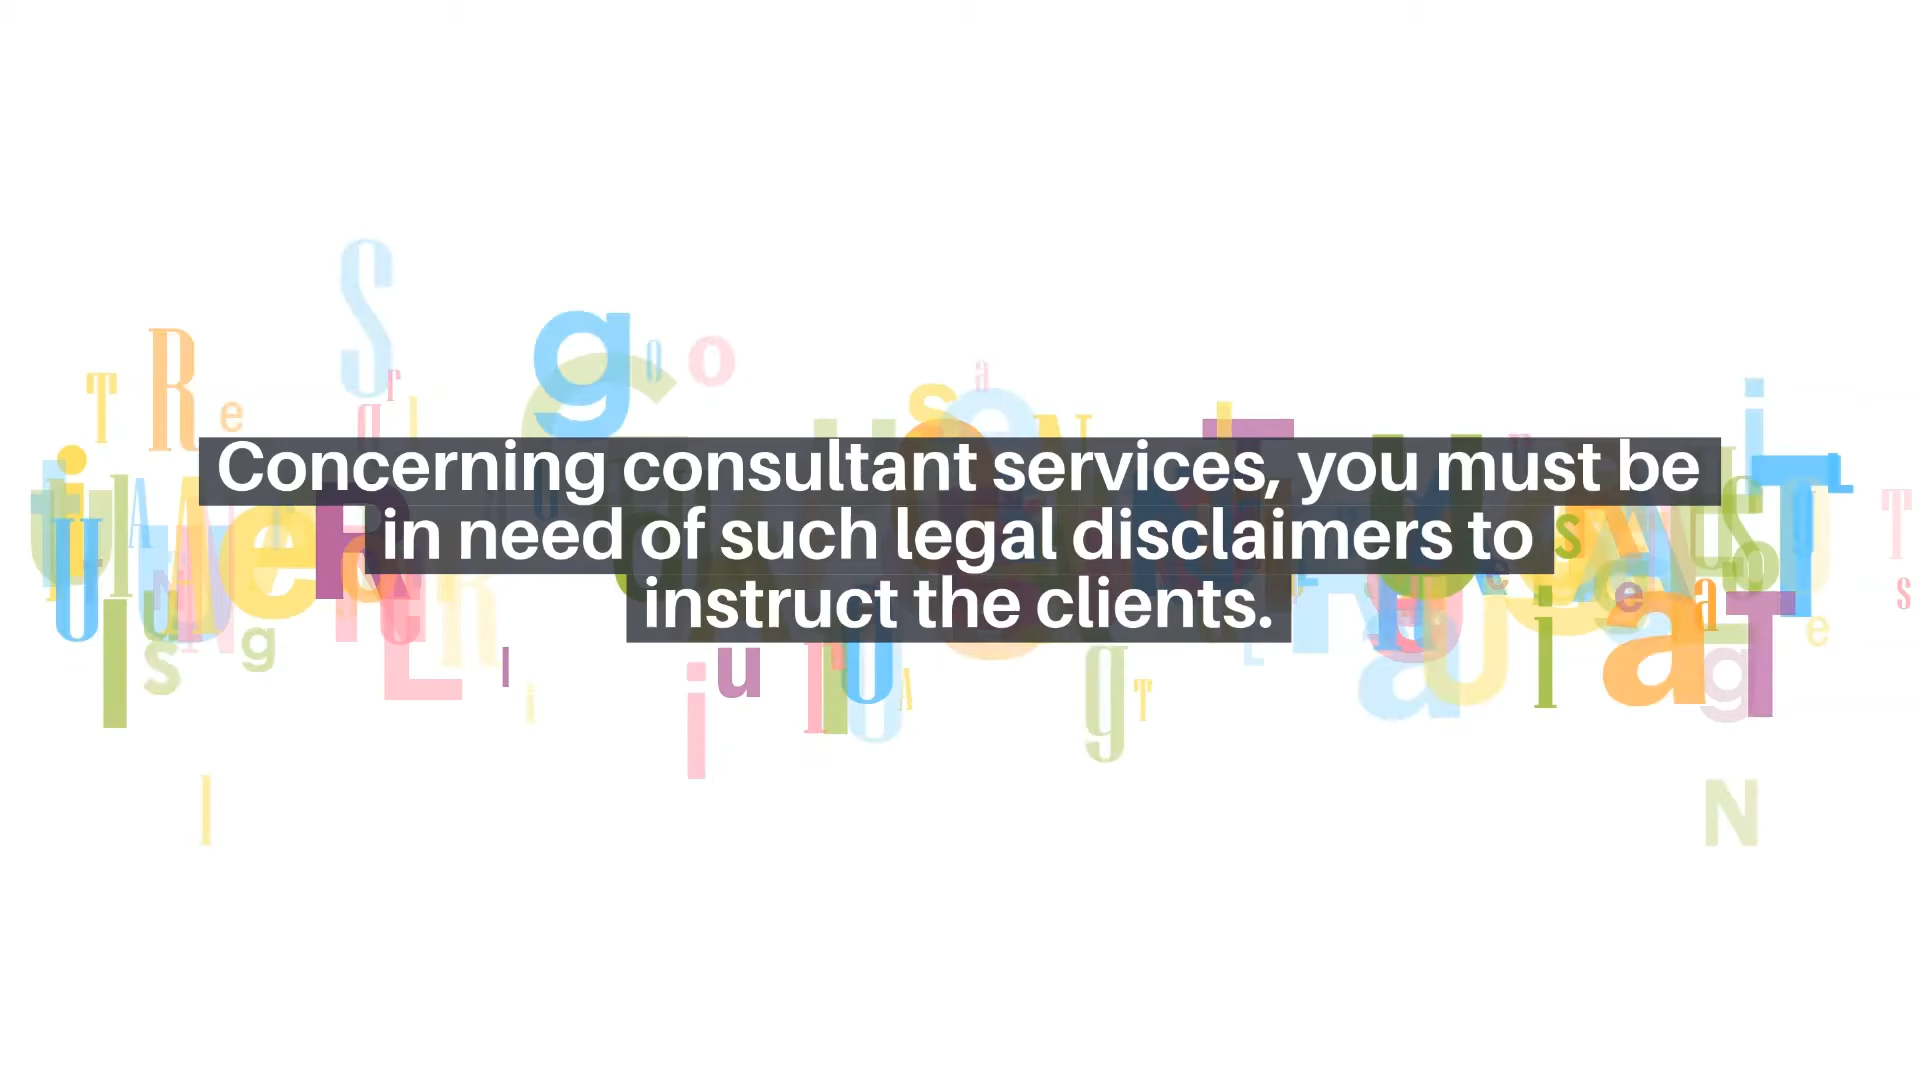 Concerning consultant services, you must be
in need of such legal disclaimers to
instruct the clients.